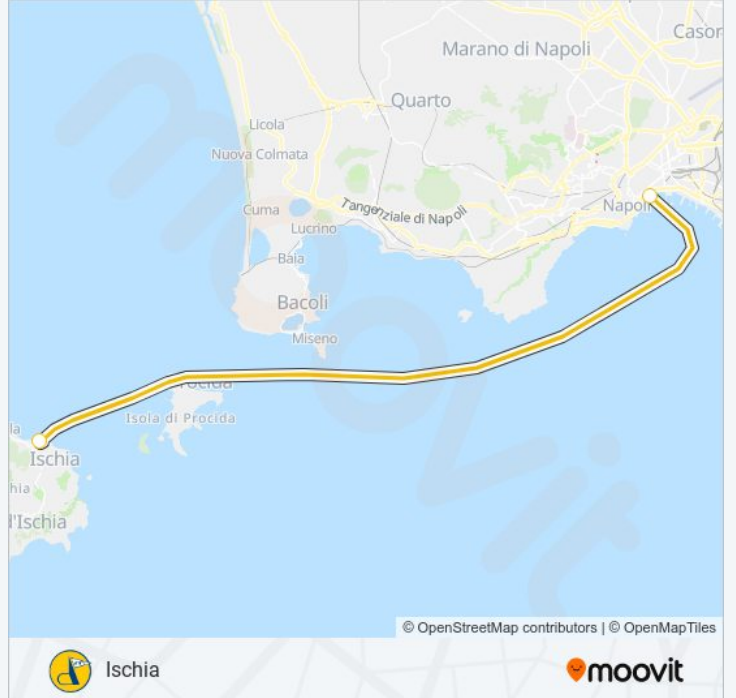 Casor
Marano di Napoli
Quarto
Licola
Nuova Colmata
Tangenziale di Napoli
Cuma
Napoli
Lucrino
Baia
Bacoli
Miseno
Isola di Procida
Ischia
d'Ischia
© OpenStreetMap contributors | © OpenMapTiles
Ischia
moovit